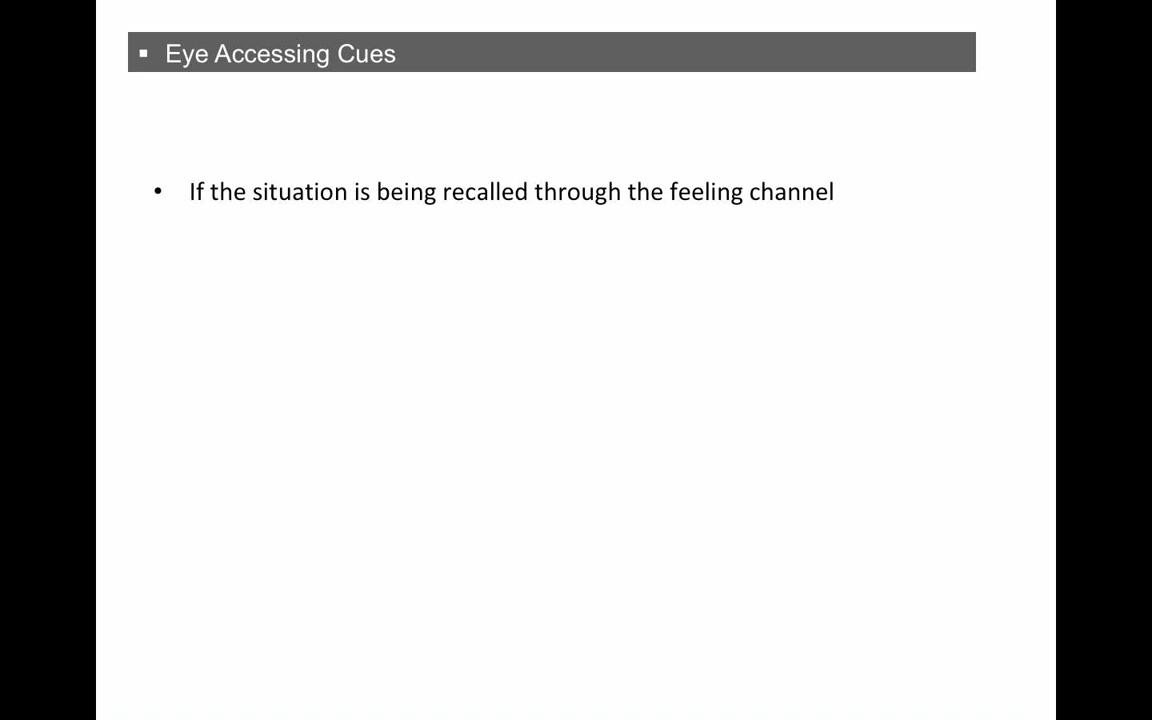 ▪ Eye Accessing Cues
• If the situation is being recalled through the feeling channel